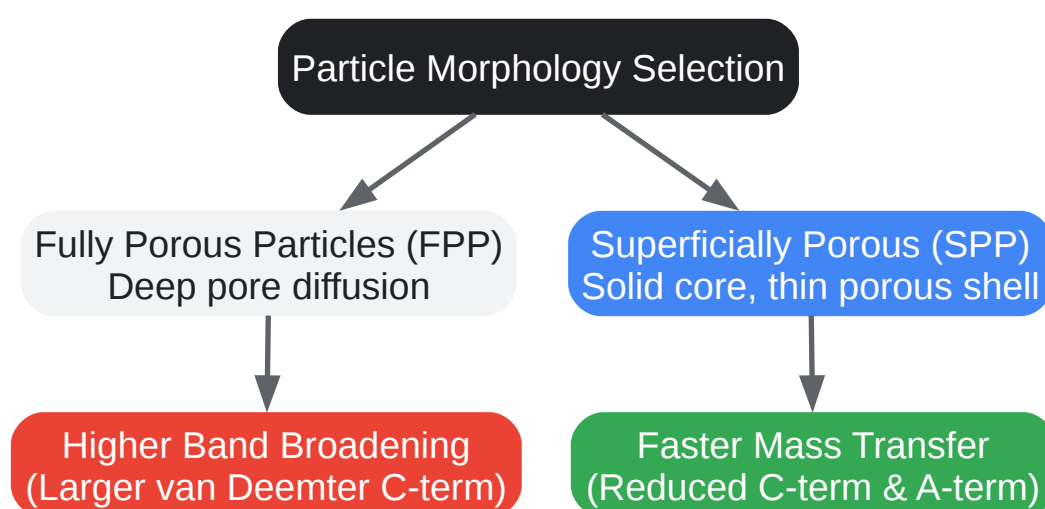 Particle Morphology Selection
Fully Porous Particles (FPP)
Deep pore diffusion
Superficially Porous (SPP)
Solid core, thin porous shell
Higher Band Broadening
(Larger van Deemter C-term)
Faster Mass Transfer
(Reduced C-term & A-term)